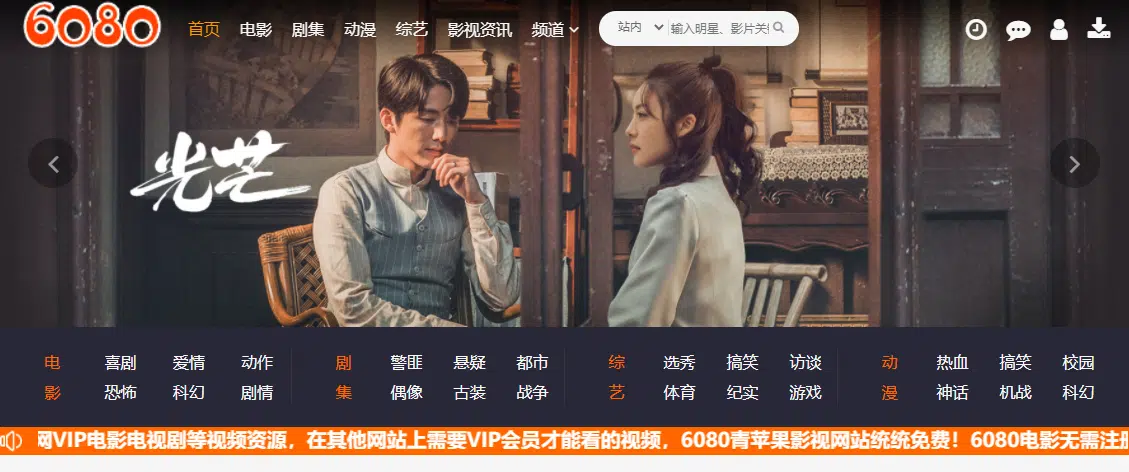 6080 首页 电影 剧集 动漫 综艺 影视资讯 频道 站内 输入明星、影片关
光芒
电 喜剧 爱情 动作 剧 警匪 悬疑 都市 综 选秀 搞笑 访谈 动 热血 搞笑 校园
影 恐怖 科幻 剧情 集 偶像 古装 战争 艺 体育 纪实 游戏 漫 神话 机战 科幻
网VIP电影电视剧等视频资源，在其他网站上需要VIP会员才能看的视频，6080青苹果影视网站统统免费！6080电影无需注册